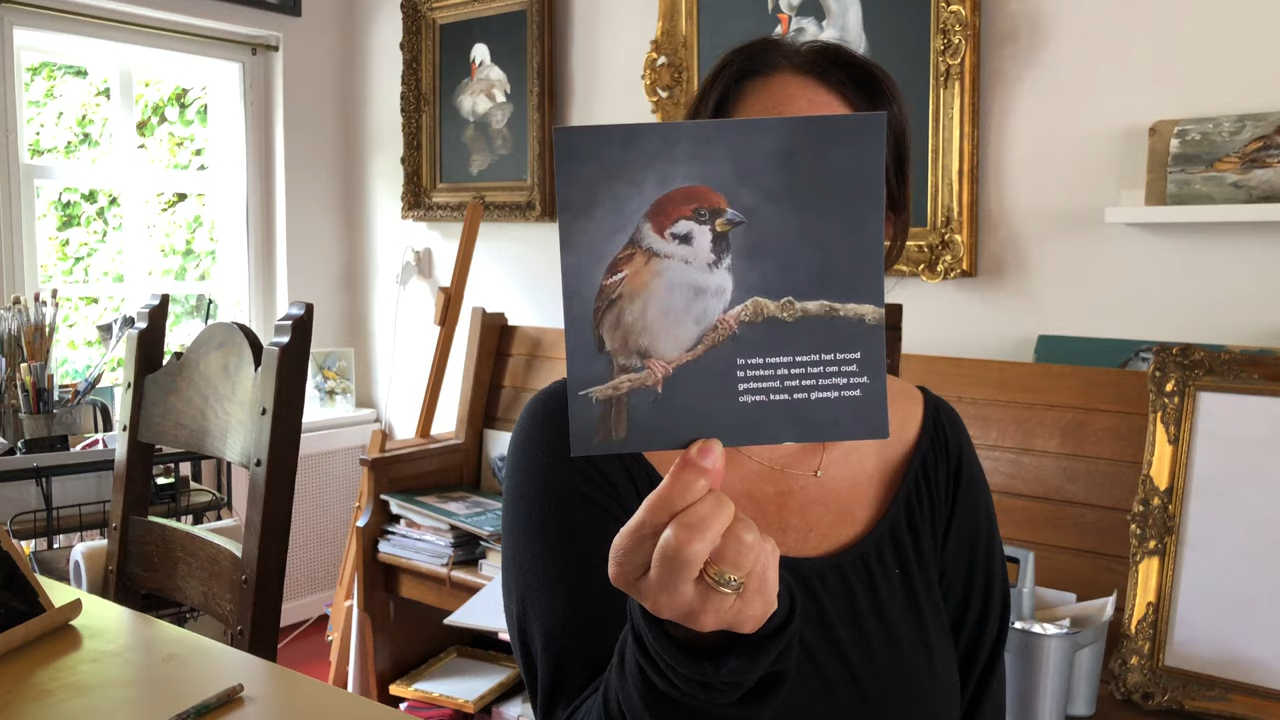 In vele nesten wacht het brood
te breken als een hart om oud,
gedesemd, met een zuchtje zout,
olijven, kaas, een glaasje rood.